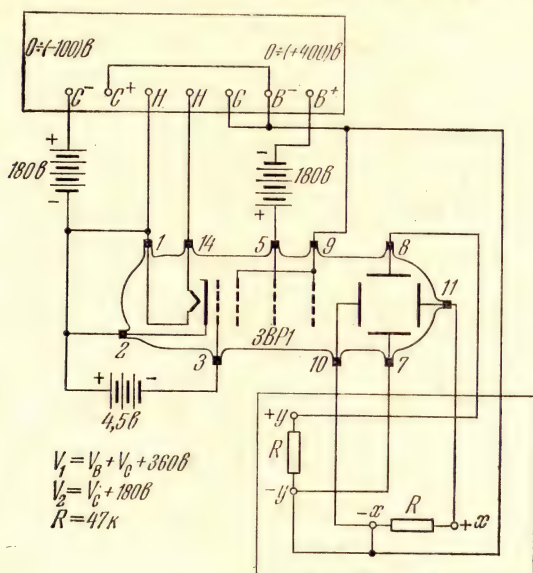 0÷(-100)в 0÷(+400)в
C⁻ C⁺ H H C B⁻ B⁺
+ -
180в 180в
- +
1 14 5 9 8
11
2 3ВР1
3 10 7
+ -
4,5в
+y
R
-y
-x R +x
V₁=V_B+V_C+360в
V₂=V_C+180в
R=47к